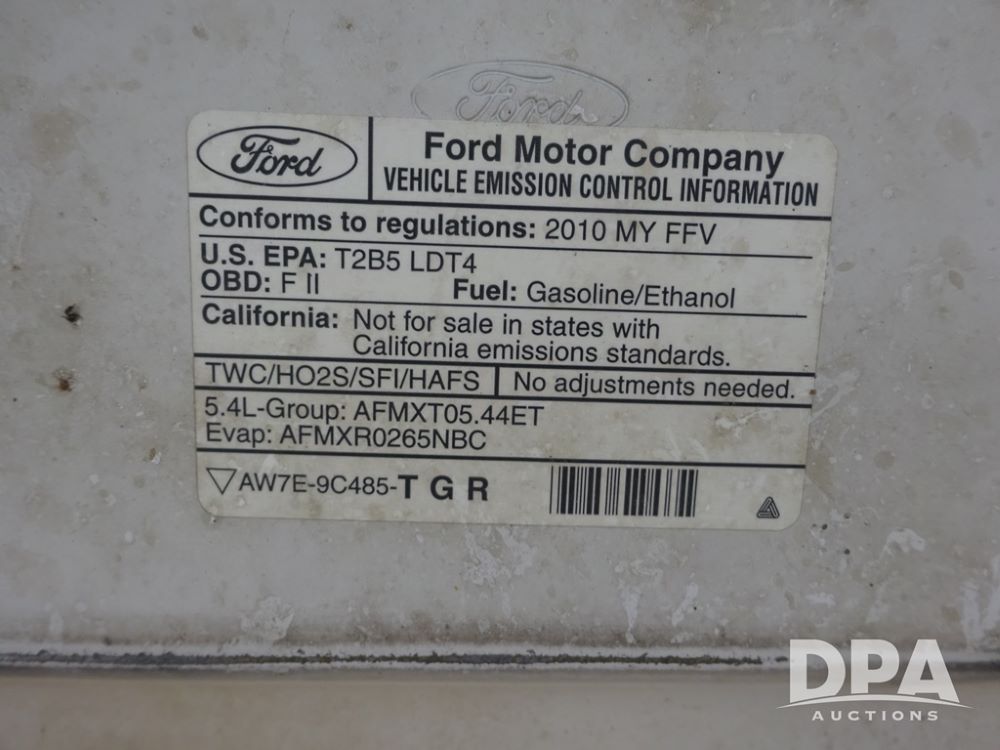 Ford
Ford
Ford Motor Company
VEHICLE EMISSION CONTROL INFORMATION
Conforms to regulations: 2010 MY FFV
U.S. EPA: T2B5 LDT4
OBD: F II Fuel: Gasoline/Ethanol
California: Not for sale in states with
California emissions standards.
TWC/HO2S/SFI/HAFS No adjustments needed.
5.4L-Group: AFMXT05.44ET
Evap: AFMXR0265NBC
AW7E-9C485-T G R
DPA
AUCTIONS